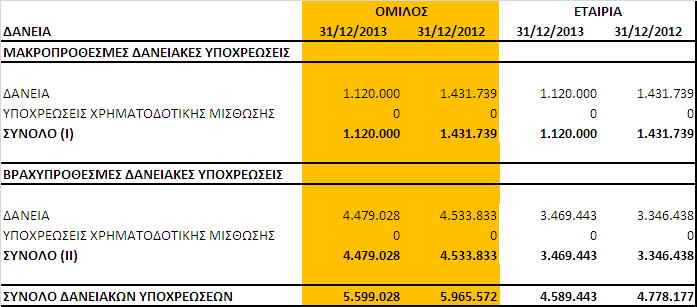 ΟΜΙΛΟΣ ΕΤΑΙΡΙΑ
ΔΑΝΕΙΑ 31/12/2013 31/12/2012 31/12/2013 31/12/2012
ΜΑΚΡΟΠΡΟΘΕΣΜΕΣ ΔΑΝΕΙΑΚΕΣ ΥΠΟΧΡΕΩΣΕΙΣ
ΔΑΝΕΙΑ 1.120.000 1.431.739 1.120.000 1.431.739
ΥΠΟΧΡΕΩΣΕΙΣ ΧΡΗΜΑΤΟΔΟΤΙΚΗΣ ΜΙΣΘΩΣΗΣ 0 0 0 0
ΣΥΝΟΛΟ (Ι) 1.120.000 1.431.739 1.120.000 1.431.739
ΒΡΑΧΥΠΡΟΘΕΣΜΕΣ ΔΑΝΕΙΑΚΕΣ ΥΠΟΧΡΕΩΣΕΙΣ
ΔΑΝΕΙΑ 4.479.028 4.533.833 3.469.443 3.346.438
ΥΠΟΧΡΕΩΣΕΙΣ ΧΡΗΜΑΤΟΔΟΤΙΚΗΣ ΜΙΣΘΩΣΗΣ 0 0 0 0
ΣΥΝΟΛΟ (ΙΙ) 4.479.028 4.533.833 3.469.443 3.346.438
ΣΥΝΟΛΟ ΔΑΝΕΙΑΚΩΝ ΥΠΟΧΡΕΩΣΕΩΝ 5.599.028 5.965.572 4.589.443 4.778.177